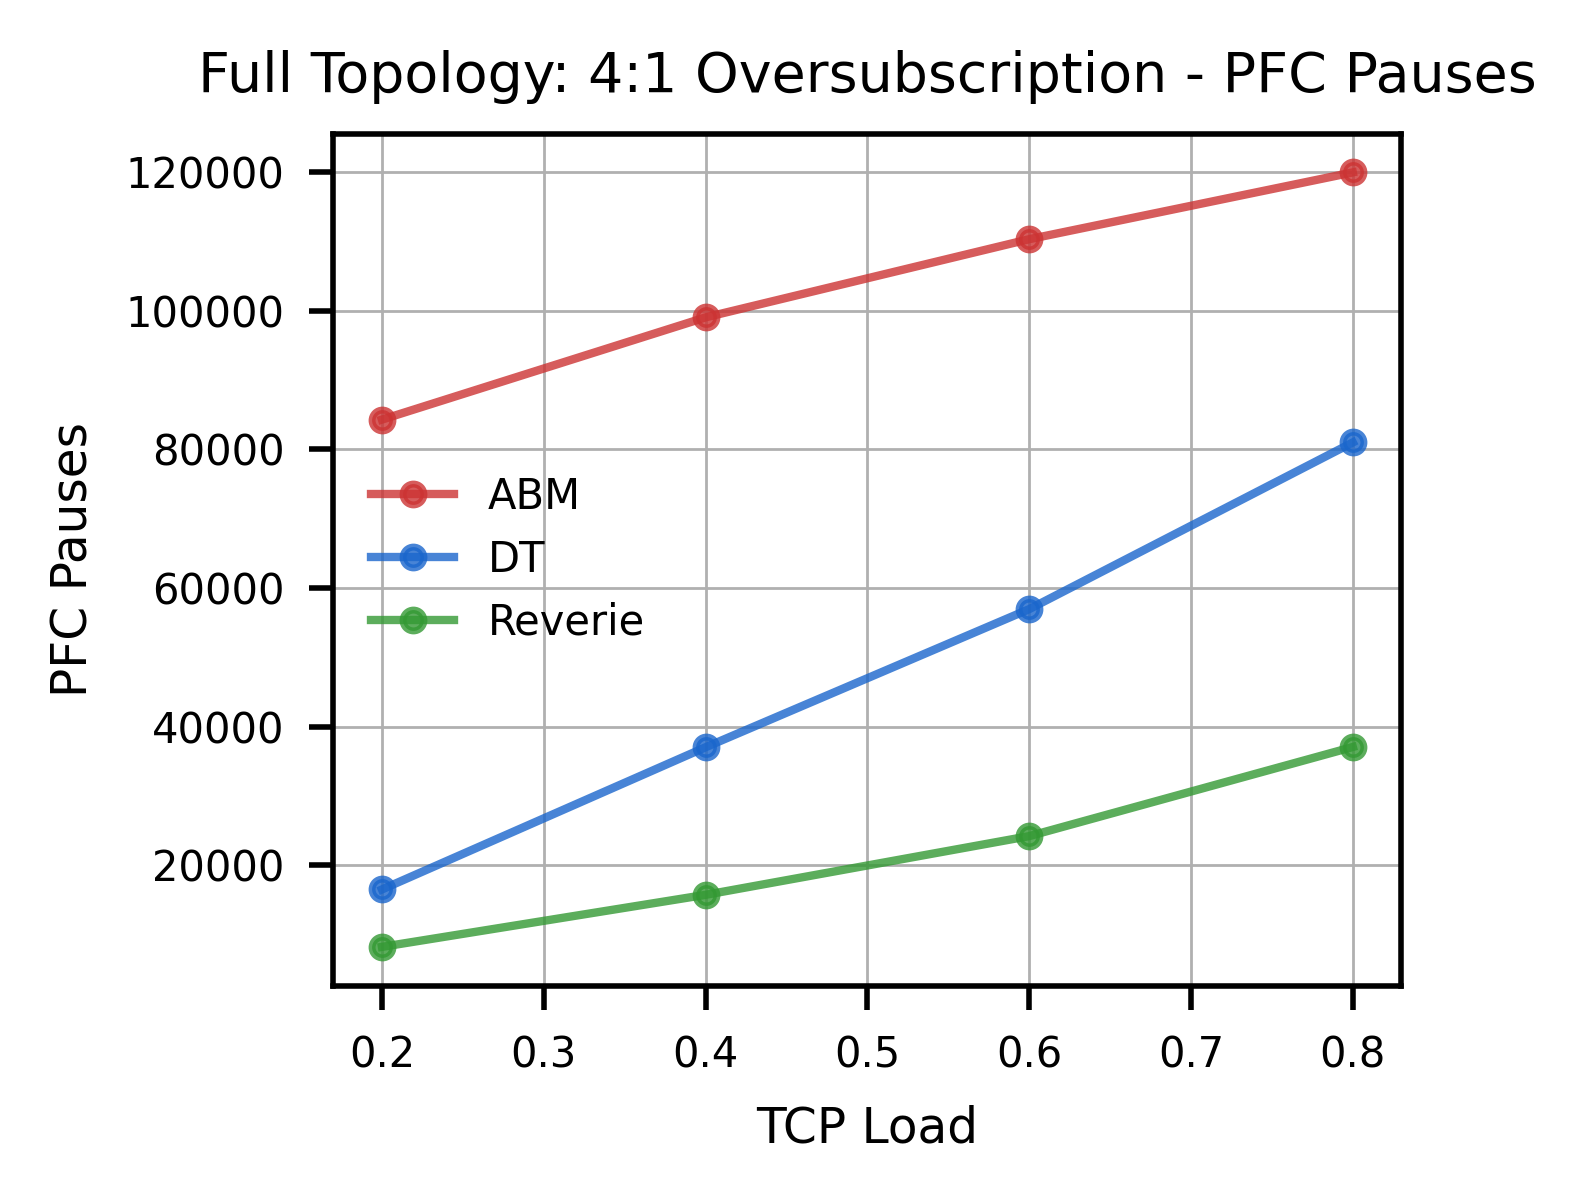 Full Topology: 4:1 Oversubscription - PFC Pauses
120000
100000
80000
60000
40000
20000
PFC Pauses
ABM
DT
Reverie
0.2 0.3 0.4 0.5 0.6 0.7 0.8
TCP Load